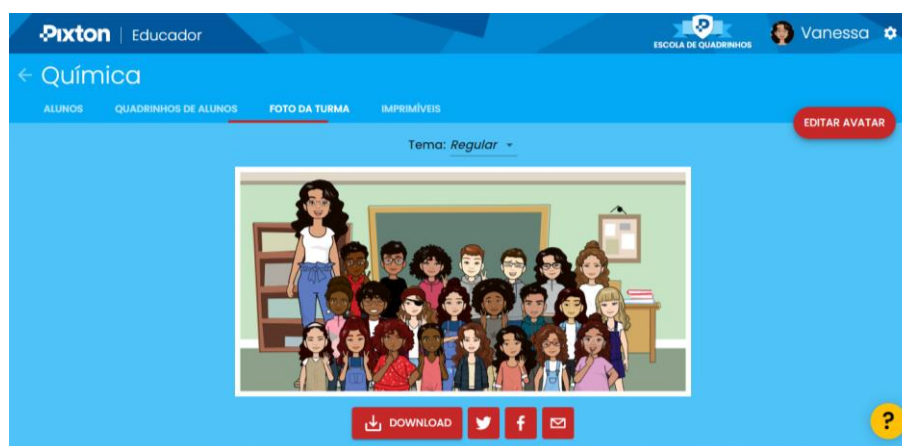 Pixton | Educador
ESCOLA DE QUADRINHOS
Vanessa
← Química
ALUNOS QUADRINHOS DE ALUNOS FOTO DA TURMA IMPRIMÍVEIS
EDITAR AVATAR
Tema: Regular
DOWNLOAD
?